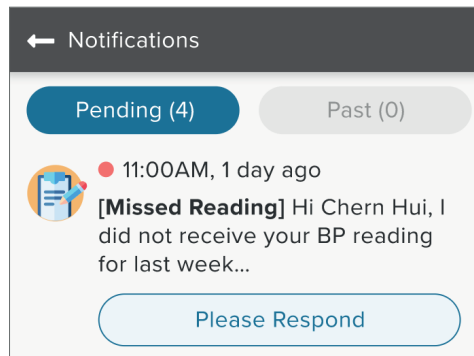 Notifications
Pending (4)
Past (0)
11:00AM, 1 day ago
[Missed Reading] Hi Chern Hui, I
did not receive your BP reading
for last week...
Please Respond